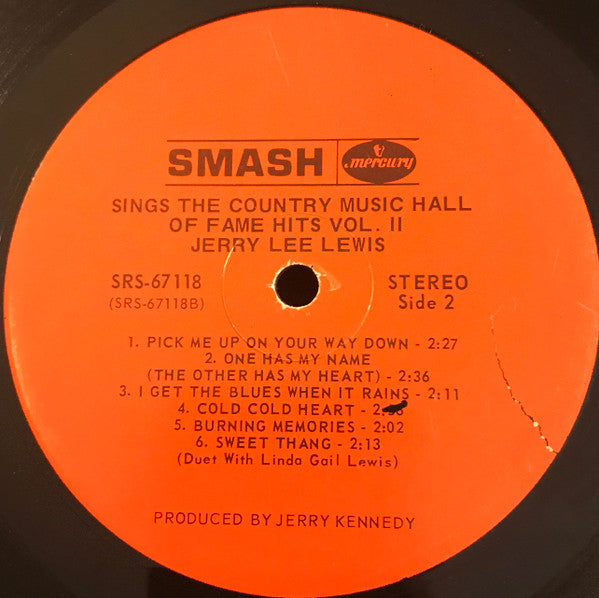 SMASH mercury
SINGS THE COUNTRY MUSIC HALL
OF FAME HITS VOL. II
JERRY LEE LEWIS
SRS-67118 STEREO
(SRS-67118B) Side 2
1. PICK ME UP ON YOUR WAY DOWN - 2:27
2. ONE HAS MY NAME
(THE OTHER HAS MY HEART) - 2:36
3. I GET THE BLUES WHEN IT RAINS - 2:11
4. COLD COLD HEART -
5. BURNING MEMORIES - 2:02
6. SWEET THANG - 2:13
(Duet With Linda Gail Lewis)
PRODUCED BY JERRY KENNEDY